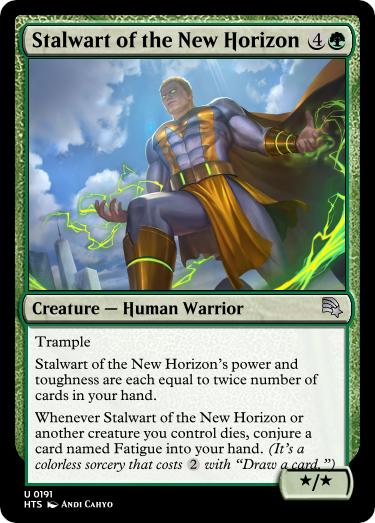 Stalwart of the New Horizon 4
Creature — Human Warrior
Trample
Stalwart of the New Horizon's power and
toughness are each equal to twice number of
cards in your hand.
Whenever Stalwart of the New Horizon or
another creature you control dies, conjure a
card named Fatigue into your hand. (It's a
colorless sorcery that costs 2 with “Draw a card.”)
★/★
U 0191
HTS Andi Cahyo